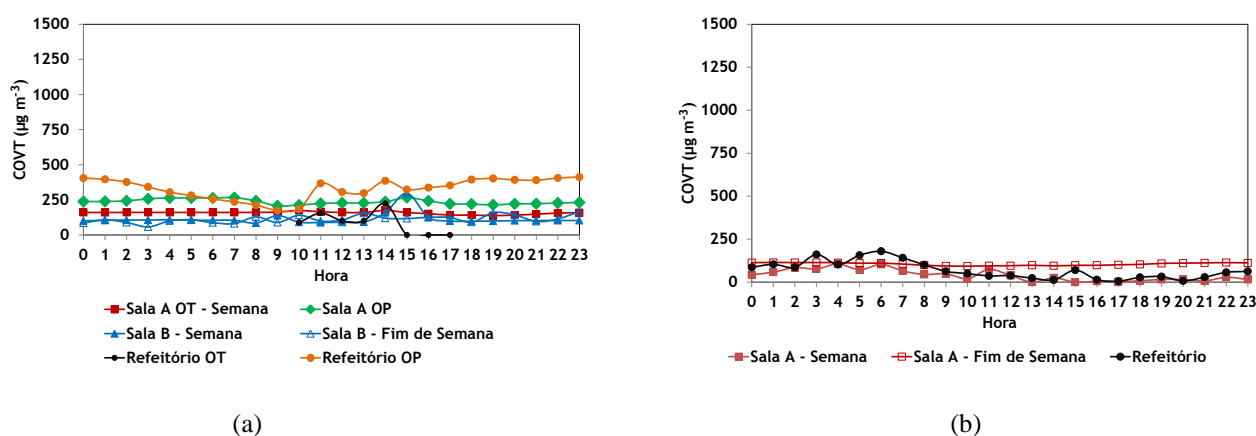 COVT (µg m-3)
1500
1250
1000
750
500
250
0
0 1 2 3 4 5 6 7 8 9 10 11 12 13 14 15 16 17 18 19 20 21 22 23
Hora
Sala A OT - Semana
Sala A OP
Sala B - Semana
Sala B - Fim de Semana
Refeitório OT
Refeitório OP
(a)
COVT (µg m-3)
1500
1250
1000
750
500
250
0
0 1 2 3 4 5 6 7 8 9 10 11 12 13 14 15 16 17 18 19 20 21 22 23
Hora
Sala A - Semana
Sala A - Fim de Semana
Refeitório
(b)